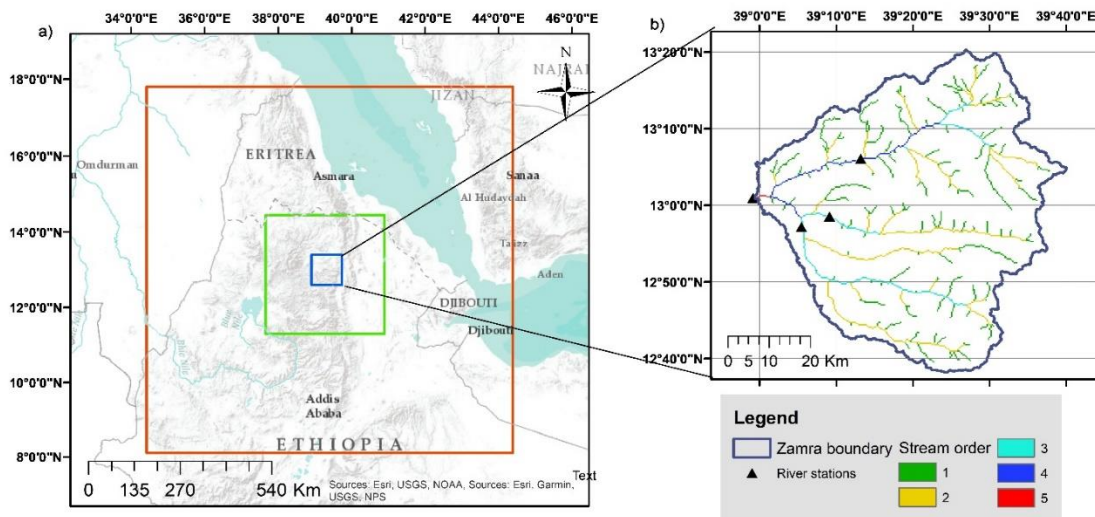 34°0'0"E 38°0'0"E 40°0'0"E 42°0'0"E 44°0'0"E 46°0'0"E
a)
N
18°0'0"N
16°0'0"N
14°0'0"N
12°0'0"N
10°0'0"N
8°0'0"N
NAJRAN
JIZAN
ERITREA
Omdurman
Asmara
Sanaa
Al Hudaydah
Taizz
Aden
DJIBOUTI
Djibouti
Blue Nile
Blue Nile
Addis
Ababa
ETHIOPIA
Text
0 135 270 540 Km
Sources: Esri, USGS, NOAA, Sources: Esri, Garmin,
USGS, NPS
b)
39°0'0"E 39°10'0"E 39°20'0"E 39°30'0"E 39°40'0"E
13°20'0"N
13°10'0"N
13°0'0"N
12°50'0"N
12°40'0"N
0 5 10 20 Km
Legend
Zamra boundary
River stations
Stream order
1
2
3
4
5